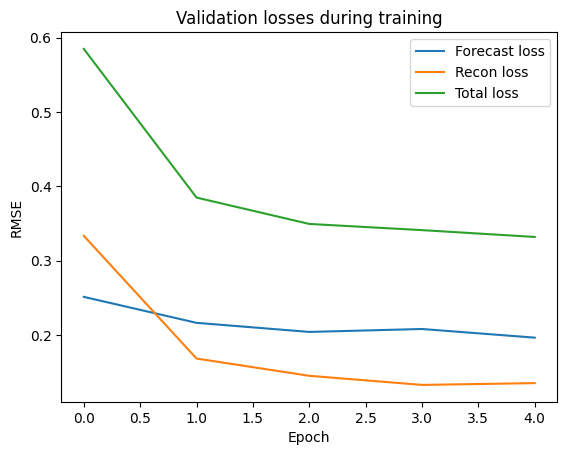 Validation losses during training
0.6
0.5
0.4
0.3
0.2
RMSE
Forecast loss
Recon loss
Total loss
0.0 0.5 1.0 1.5 2.0 2.5 3.0 3.5 4.0
Epoch